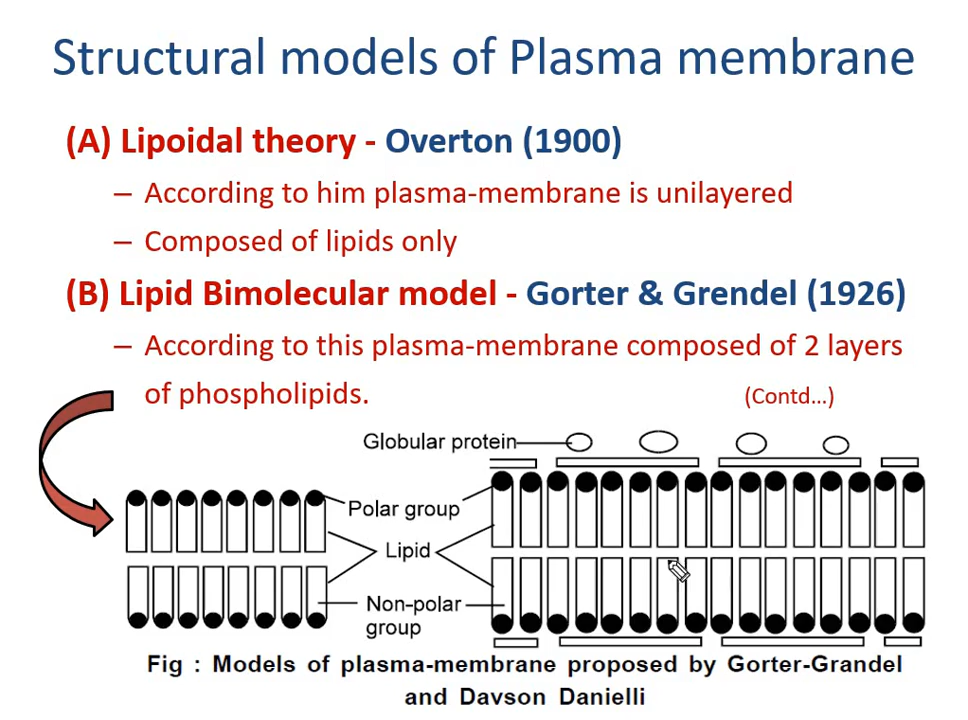 Structural models of Plasma membrane
(A) Lipoidal theory - Overton (1900)
– According to him plasma-membrane is unilayered
– Composed of lipids only
(B) Lipid Bimolecular model - Gorter & Grendel (1926)
– According to this plasma-membrane composed of 2 layers
of phospholipids.
(Contd...)
Globular protein
Polar group
Lipid
Non-polar
group
Fig : Models of plasma-membrane proposed by Gorter-Grandel
and Davson Danielli